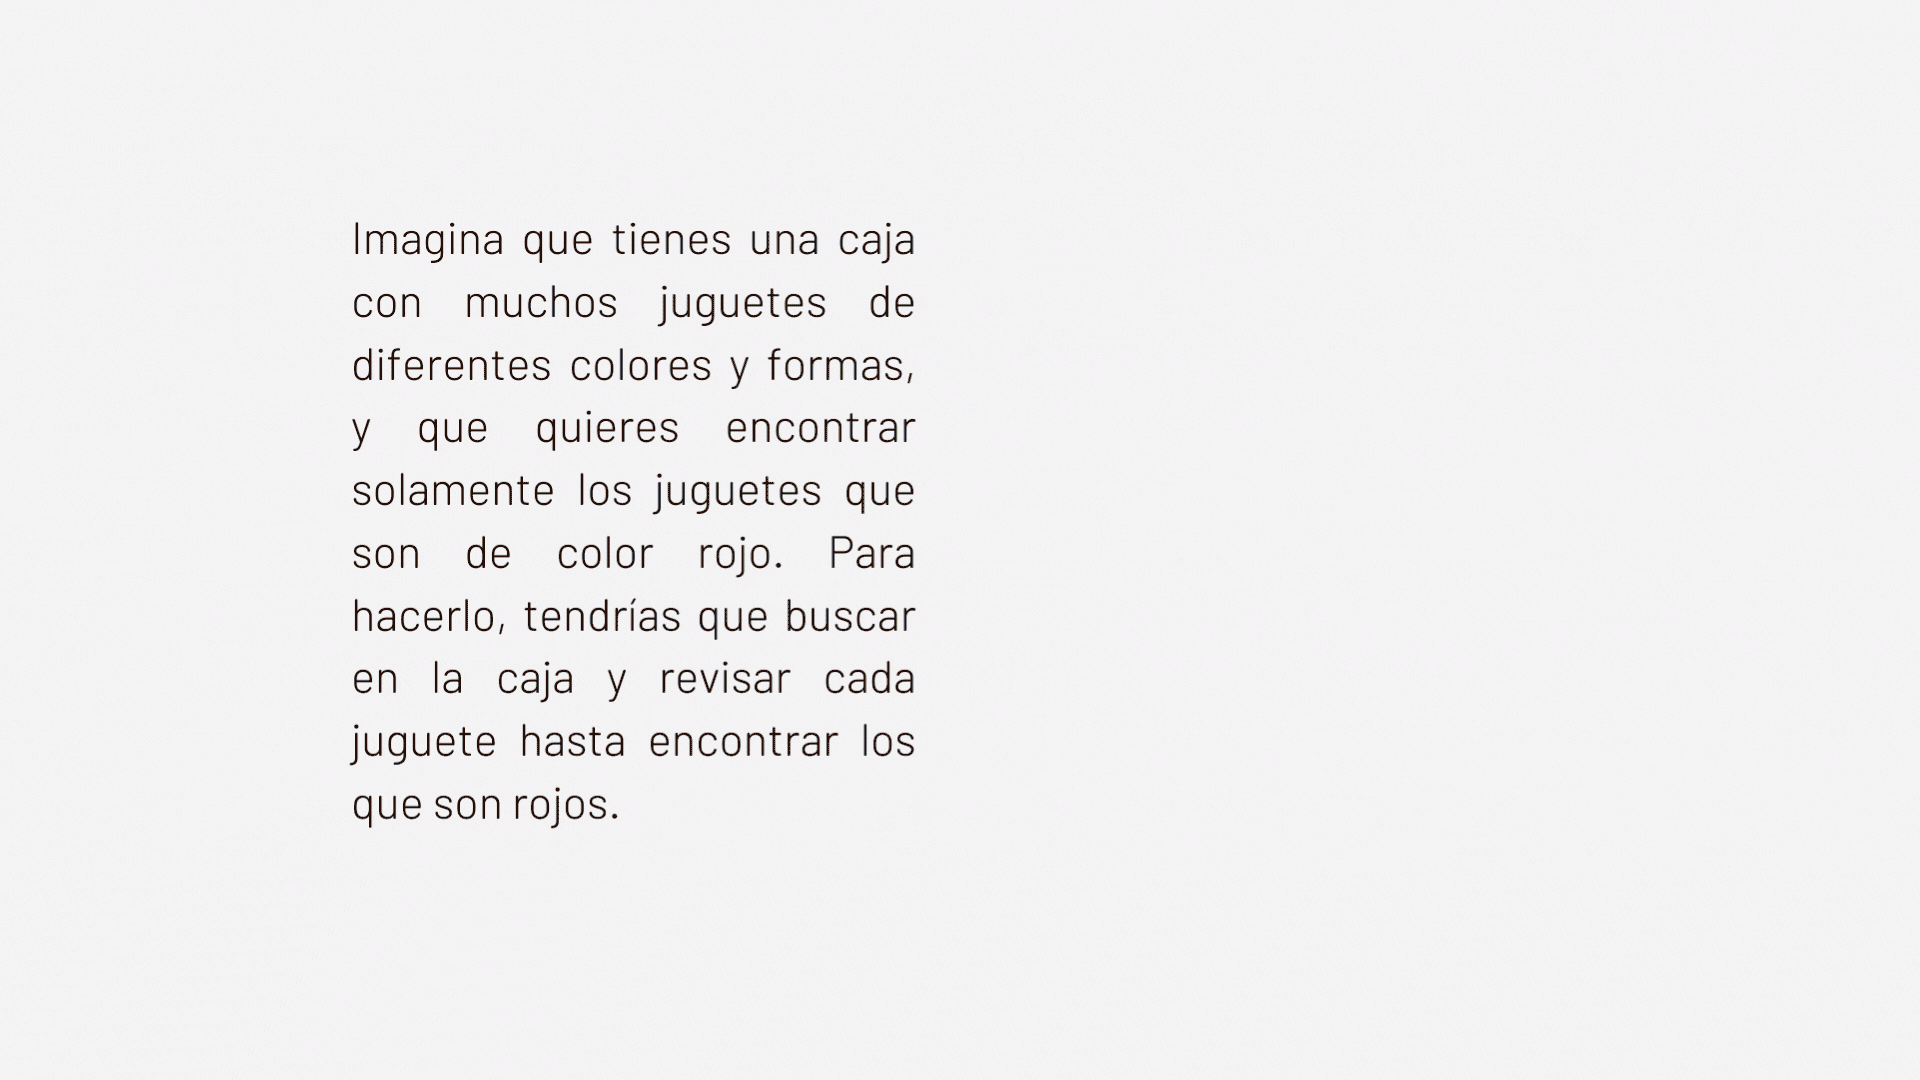 Imagina que tienes una caja
con muchos juguetes de
diferentes colores y formas,
y que quieres encontrar
solamente los juguetes que
son de color rojo. Para
hacerlo, tendrías que buscar
en la caja y revisar cada
juguete hasta encontrar los
que son rojos.